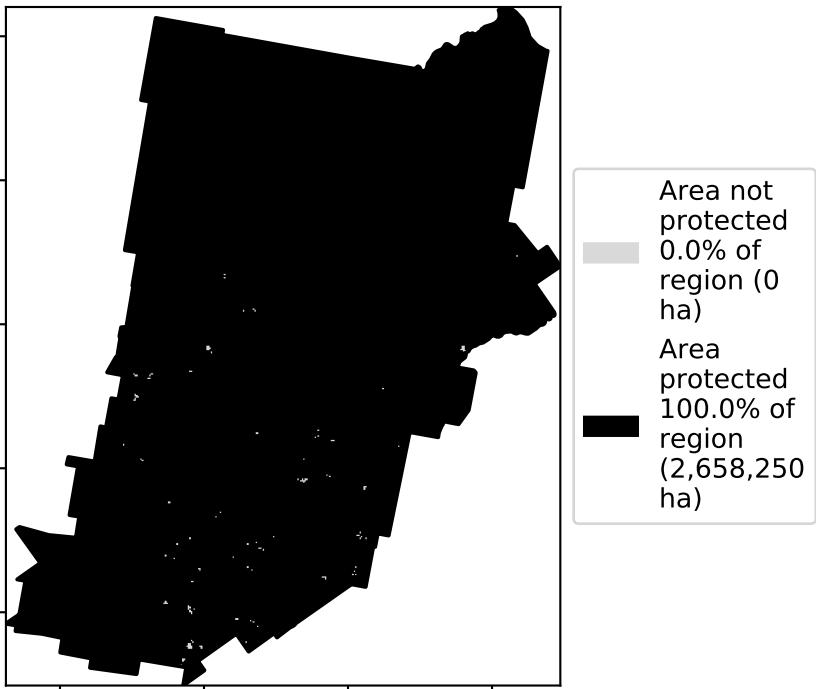 Area not
protected
0.0% of
region (0
ha)
Area
protected
100.0% of
region
(2,658,250
ha)